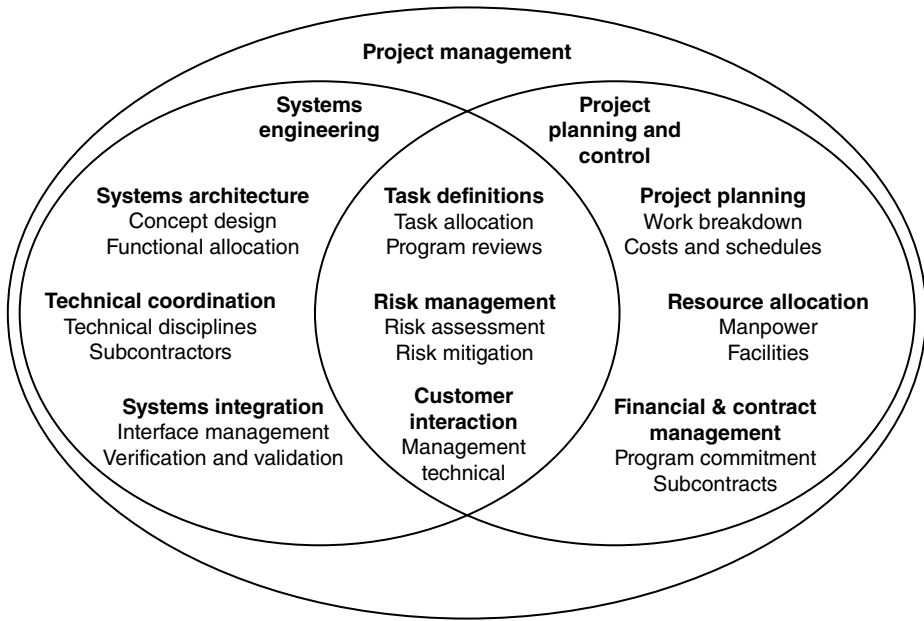 Project management
Systems
engineering
Project
planning and
control
Systems architecture
Concept design
Functional allocation
Task definitions
Task allocation
Program reviews
Project planning
Work breakdown
Costs and schedules
Technical coordination
Technical disciplines
Subcontractors
Risk management
Risk assessment
Risk mitigation
Resource allocation
Manpower
Facilities
Systems integration
Interface management
Verification and validation
Customer
interaction
Management
technical
Financial & contract
management
Program commitment
Subcontracts